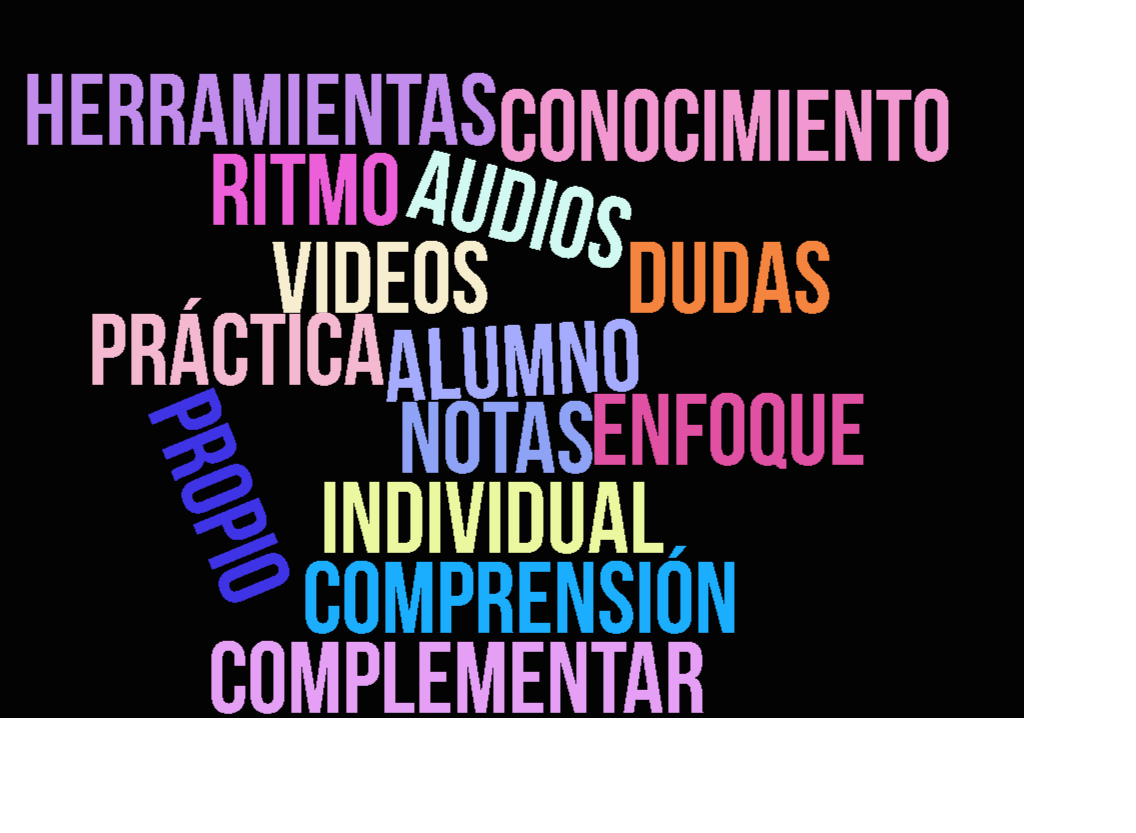 HERRAMIENTAS
CONOCIMIENTO
RITMO
AUDIOS
VIDEOS
DUDAS
PRÁCTICA
ALUMNO
NOTAS
ENFOQUE
PROPIO
INDIVIDUAL
COMPRENSIÓN
COMPLEMENTAR